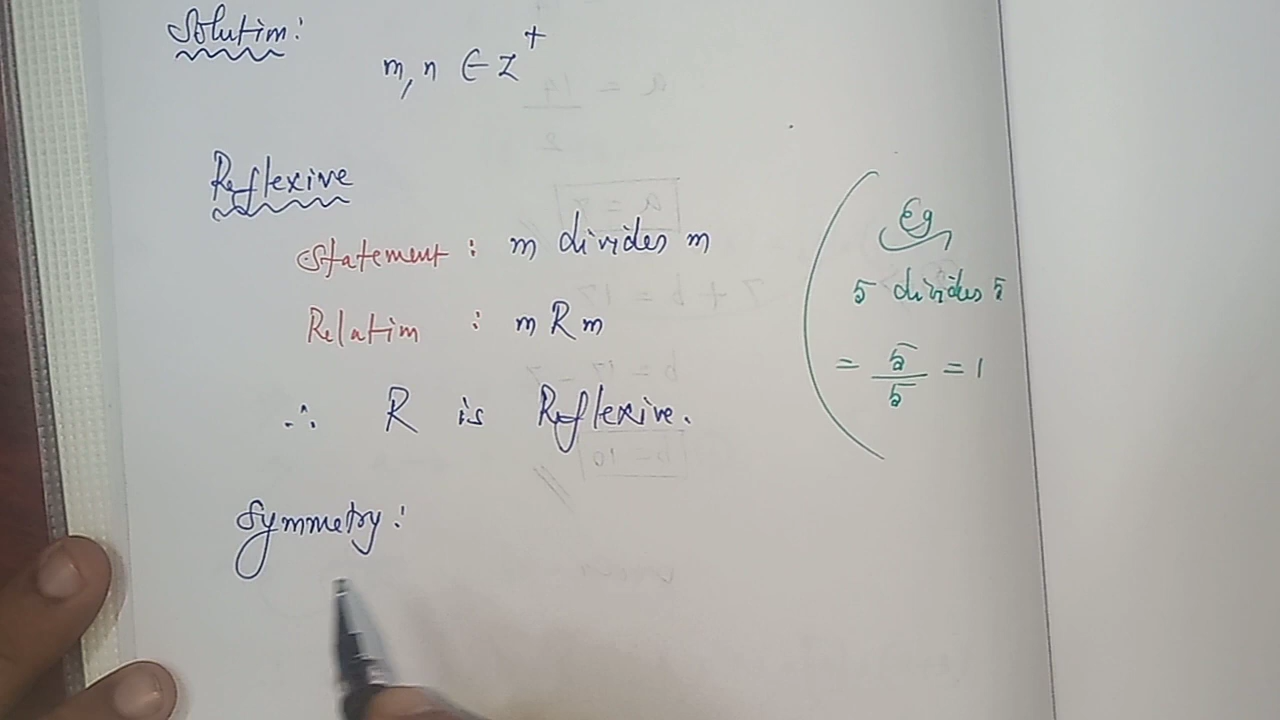 Solution:
m, n ∈ Z⁺
Reflexive
Statement : m divides m
Relation : m R m
∴ R is Reflexive.
Eg
5 divides 5
= 5/5 = 1
Symmetry: